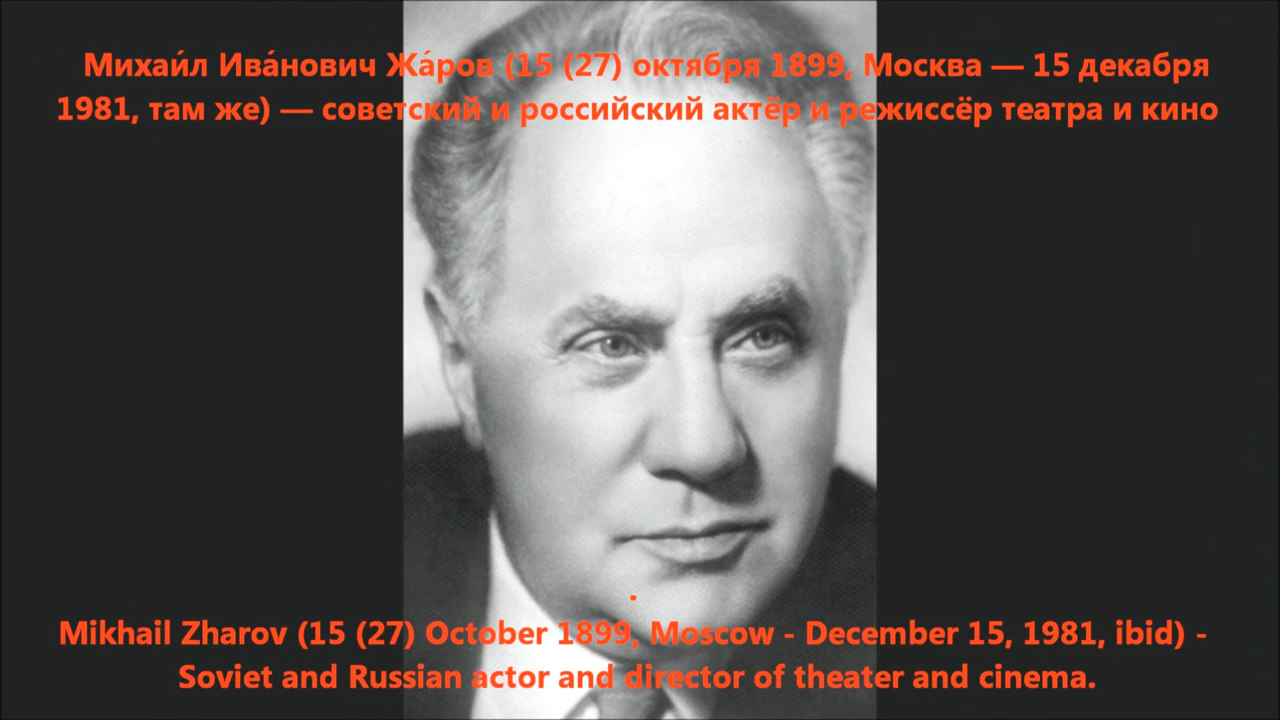 Михаи́л Ива́нович Жа́ров (15 (27) октября 1899, Москва — 15 декабря
1981, там же) — советский и российский актёр и режиссёр театра и кино
.
Mikhail Zharov (15 (27) October 1899, Moscow - December 15, 1981, ibid) -
Soviet and Russian actor and director of theater and cinema.